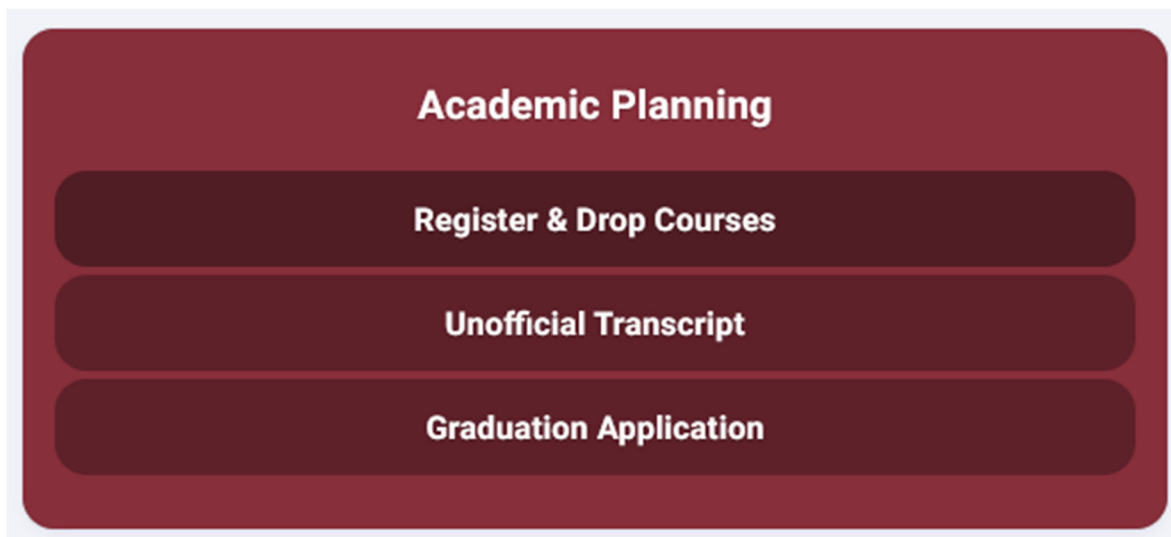 Academic Planning
Register & Drop Courses
Unofficial Transcript
Graduation Application